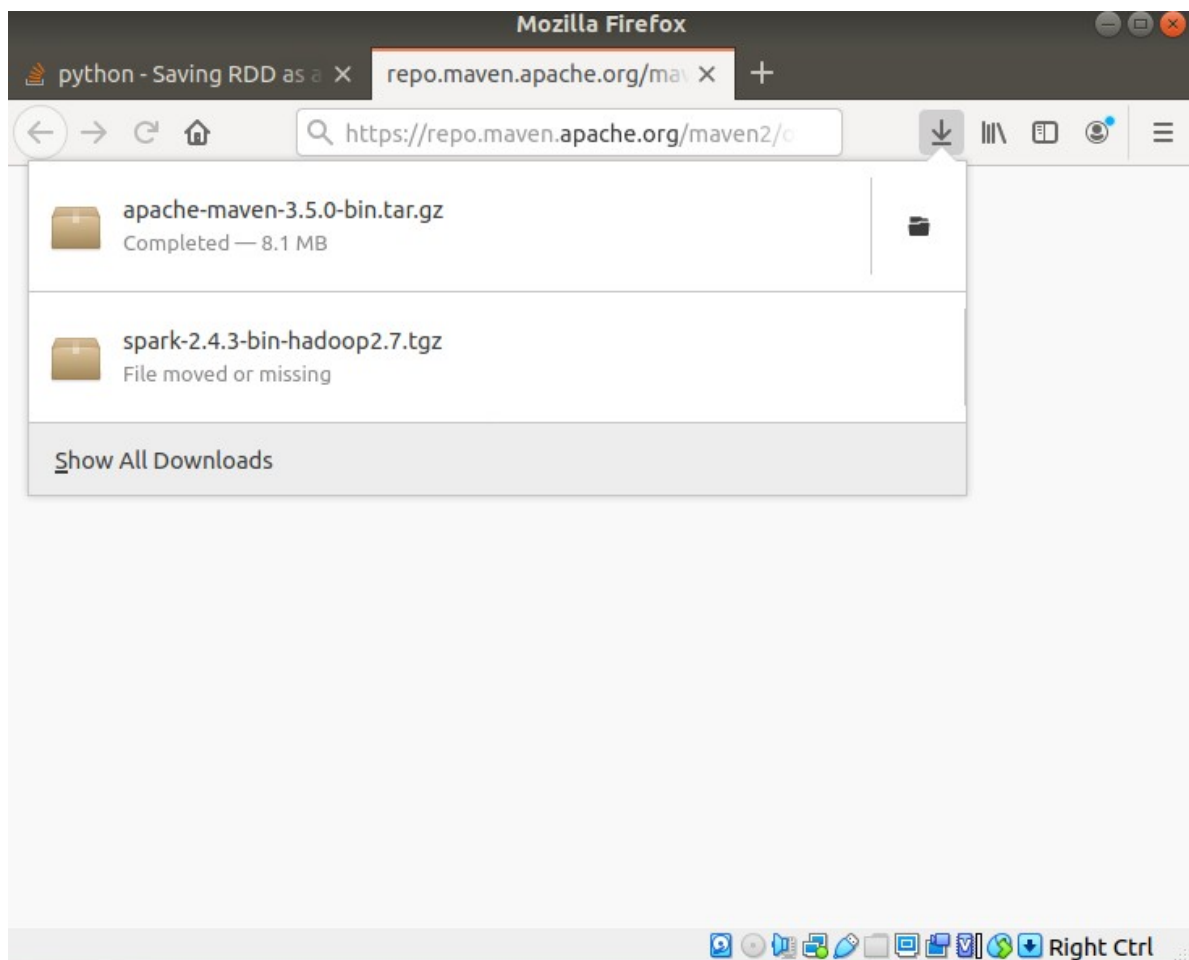 Mozilla Firefox
python - Saving RDD as a
repo.maven.apache.org/mav
https://repo.maven.apache.org/maven2/o
apache-maven-3.5.0-bin.tar.gz
Completed — 8.1 MB
spark-2.4.3-bin-hadoop2.7.tgz
File moved or missing
Show All Downloads
Right Ctrl